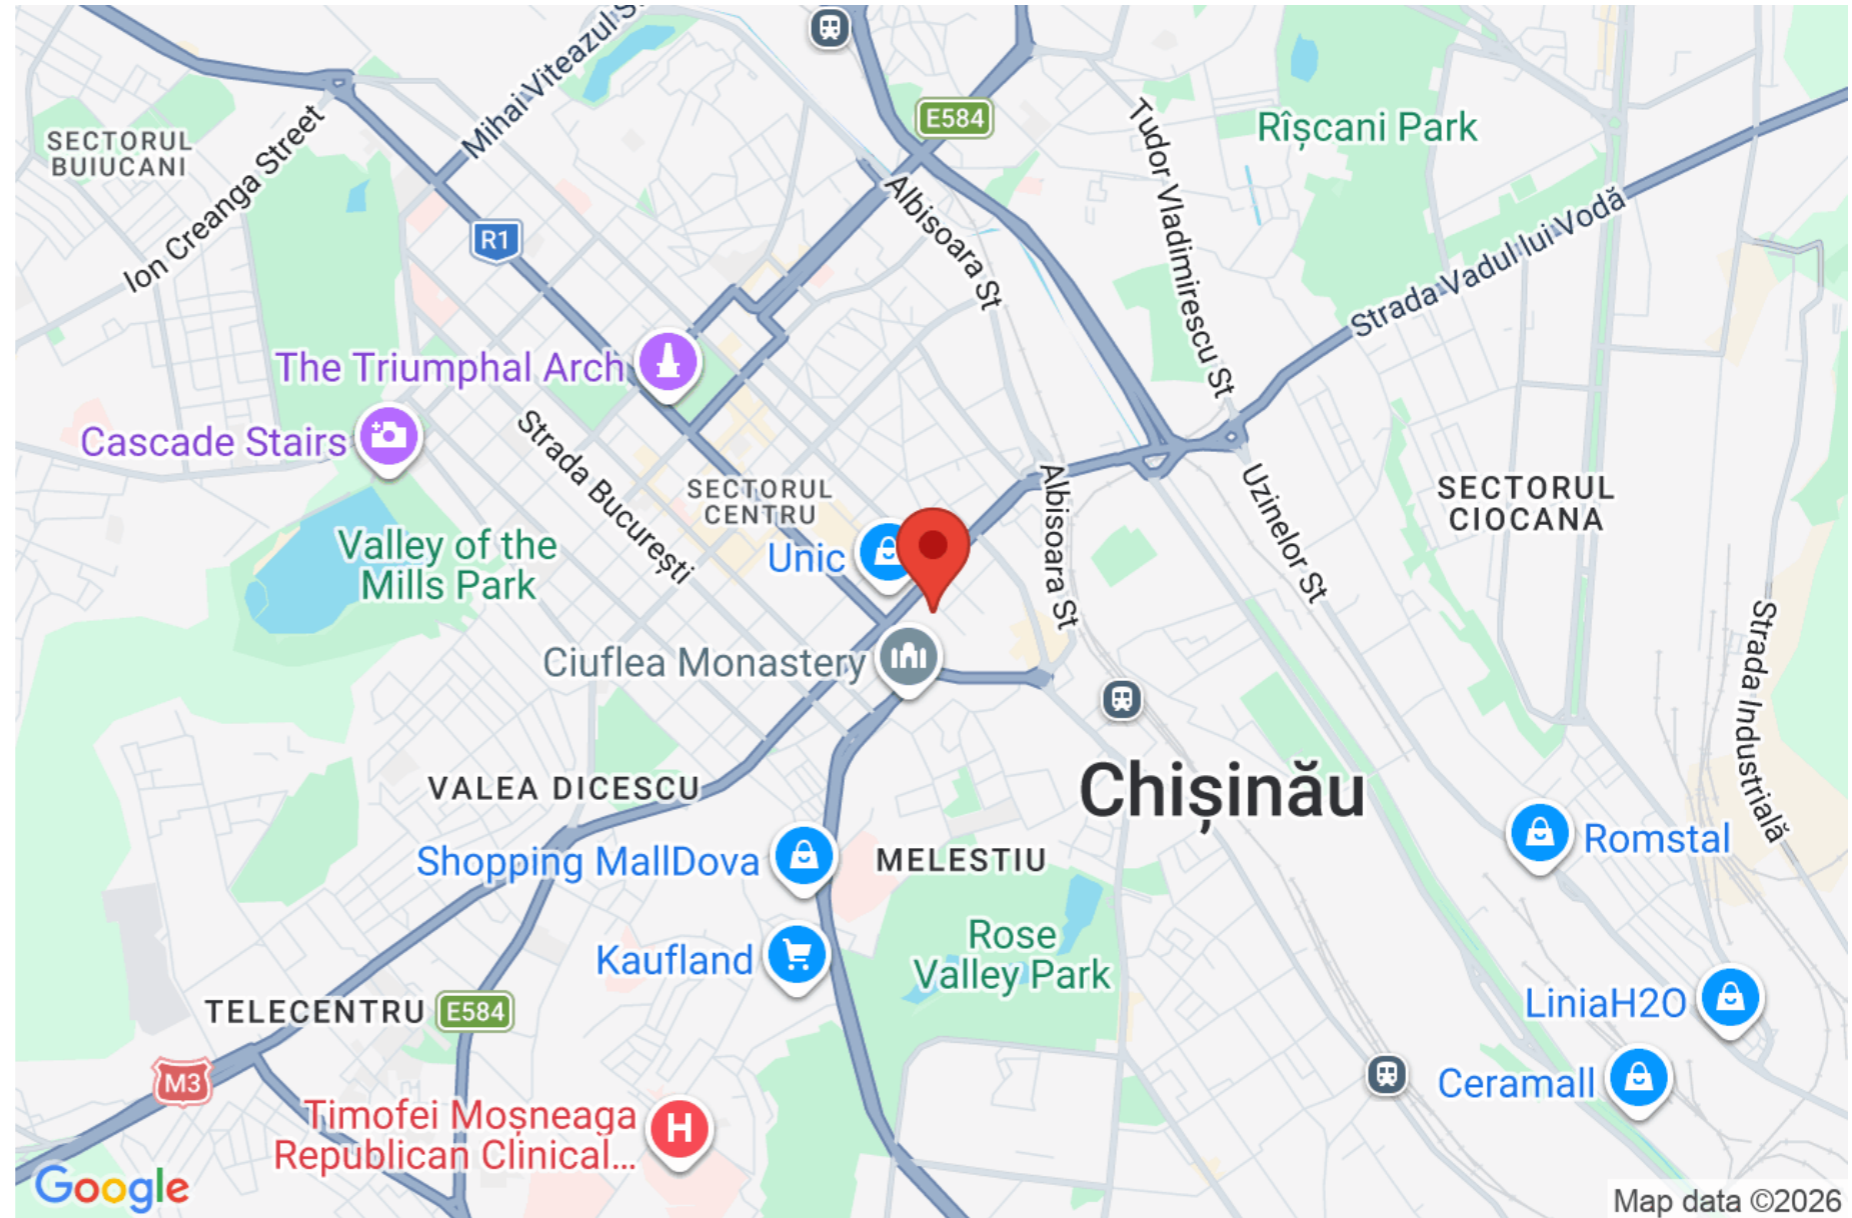 Mihai Viteazul S
E584
Tudor Vladimirescu St
Rîșcani Park
SECTORUL
BUIUCANI
Ion Creanga Street
R1
Albisoara St
Strada Vadul lui Vodă
The Triumphal Arch
Cascade Stairs
Strada București
SECTORUL
CENTRU
Albisoara St
Uzinelor St
SECTORUL
CIOCANA
Valley of the
Mills Park
Unic
Ciuflea Monastery
Strada Industrială
VALEA DICESCU
Chișinău
Shopping MallDova
MELESTIU
Romstal
Kaufland
Rose
Valley Park
TELECENTRU
E584
LiniaH2O
M3
Ceramall
Timofei Moșneaga
Republican Clinical...
H
Google
Map data ©2026